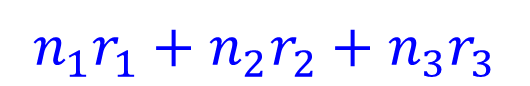 n₁r₁ + n₂r₂ + n₃r₃